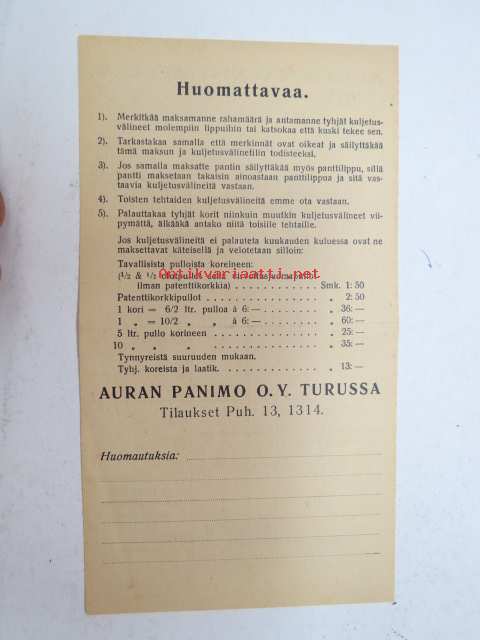 Huomattavaa.
1). Merkitkää maksamanne rahamäärä ja antamanne tyhjät kuljetus-
välineet molempiin lippuihin tai katsokaa että kuski tekee sen.
2). Tarkastakaa samalla että merkinnät ovat oikeat ja säilyttäkää
tämä maksun ja kuljetusvälinetilin todisteeksi.
3). Jos samalla maksatte pantin säilyttäkää myös panttilippu, sillä
pantti maksetaan takaisin ainoastaan panttilippua ja sitä vas-
taavia kuljetusvälineitä vastaan.
4). Toisten tehtaiden kuljetusvälineitä emme ota vastaan.
5). Palauttakaa tyhjät korit niinkuin muutkin kuljetusvälineet vii-
pymättä, älkääkä antako niitä toisille tehtaille.
Jos kuljetusvälineitä ei palauteta kuukauden kuluessa ovat ne
maksettavat käteisellä ja velotetaan silloin:
Tavallisista pulloista koreineen:
Antikvariaatti.net
ilman patenttikorkkia) . . . . . . . . . . . . Smk. 1: 50
Patenttikorkkipullot . . . . . . . . . . . . „ 2: 50
1 kori = 6/2 ltr. pulloa à 6: — . . . . . . . . „ 36: —
1 „ = 10/2 „ „ à 6: — . . . . . . . . „ 60: —
5 ltr. pullo korineen . . . . . . . . . . . . „ 25: —
10 „ „ „ . . . . . . . . . . . . „ 35: —
Tynnyreistä suuruuden mukaan.
Tyhj. koreista ja laatik. . . . . . . . . . . . „ 13: —
AURAN PANIMO O.Y. TURUSSA
Tilaukset Puh. 13, 1314.
Huomautuksia: